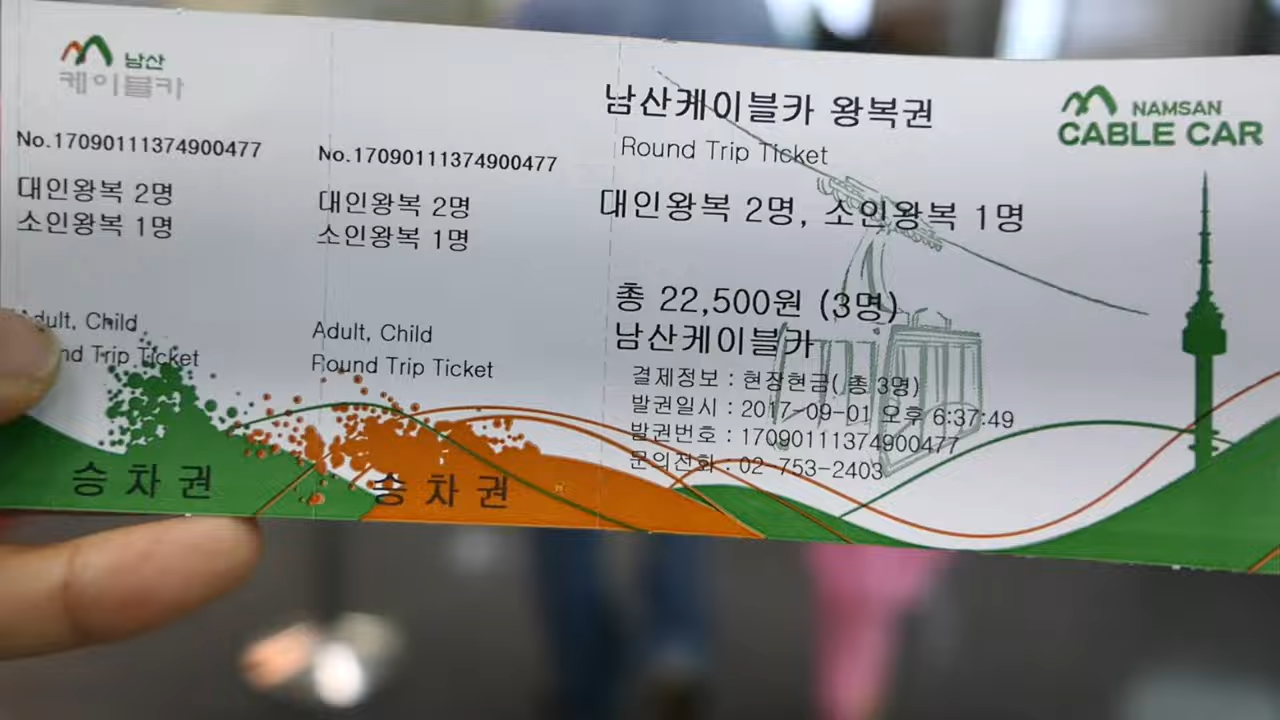 남산
케이블카
No.17090111374900477
대인왕복 2명
소인왕복 1명
Adult, Child
Round Trip Ticket
승차권
No.17090111374900477
대인왕복 2명
소인왕복 1명
Adult, Child
Round Trip Ticket
승차권
남산케이블카 왕복권
Round Trip Ticket
대인왕복 2명, 소인왕복 1명
총 22,500원 (3명)
남산케이블카
결제정보 : 현장현금( 총 3명)
발권일시 : 2017-09-01 오후 6:37:49
발권번호 : 17090111374900477
문의전화 : 02-753-2403
NAMSAN
CABLE CAR